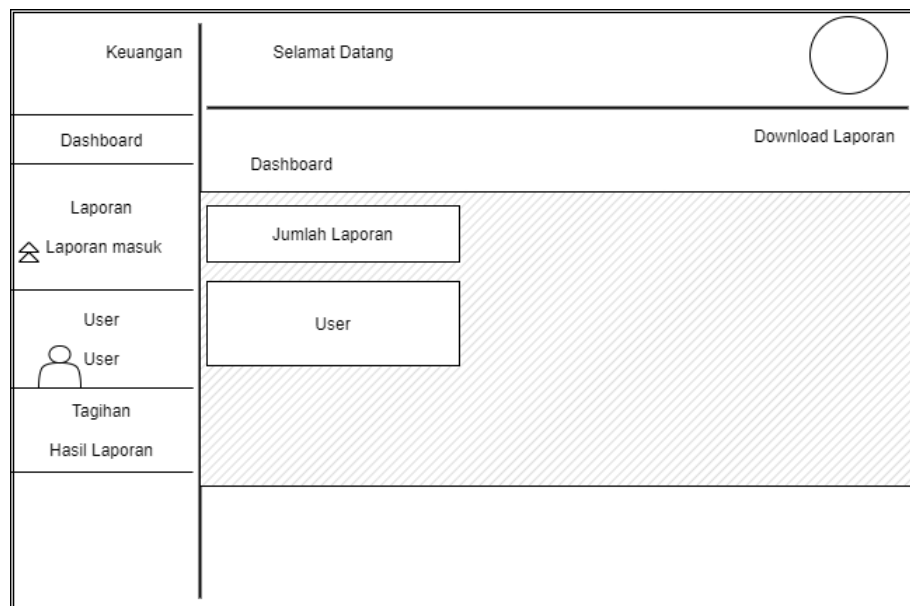 Keuangan
Selamat Datang
Dashboard
Laporan
Laporan masuk
User
User
Tagihan
Hasil Laporan
Download Laporan
Dashboard
Jumlah Laporan
User